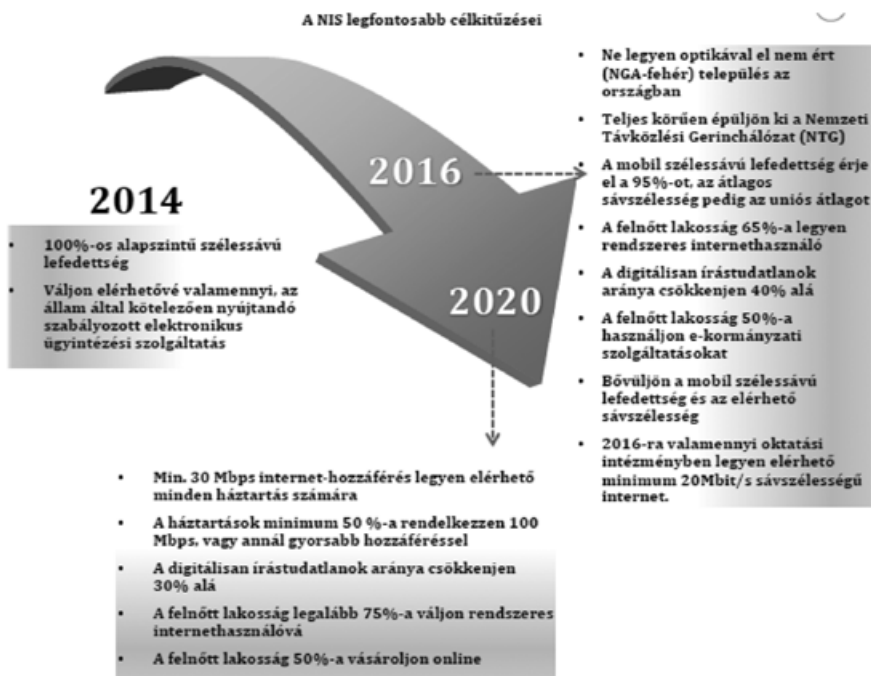 A NIS legfontosabb célkitűzései
2014
• 100%-os alapszintű szélessávú
lefedettség
• Váljon elérhetővé valamennyi, az
állam által kötelezően nyújtandó
szabályozott elektronikus
ügyintézési szolgáltatás
2016
• Ne legyen optikával el nem ért
(NGA-fehér) település az
országban
• Teljes körűen épüljön ki a Nemzeti
Távközlési Gerinchálózat (NTG)
• A mobil szélessávú lefedettség érje
el a 95%-ot, az átlagos
sávszélesség pedig az uniós átlagot
• A felnőtt lakosság 65%-a legyen
rendszeres internethasználó
• A digitálisan írástudatlanok
aránya csökkenjen 40% alá
• A felnőtt lakosság 50%-a
használjon e-kormányzati
szolgáltatásokat
• Bővüljön a mobil szélessávú
lefedettség és az elérhető
sávszélesség
• 2016-ra valamennyi oktatási
intézményben legyen elérhető
minimum 20Mbit/s sávszélességű
internet.
2020
• Min. 30 Mbps internet-hozzáférés legyen elérhető
minden háztartás számára
• A háztartások minimum 50 %-a rendelkezzen 100
Mbps, vagy annál gyorsabb hozzáféréssel
• A digitálisan írástudatlanok aránya csökkenjen
30% alá
• A felnőtt lakosság legalább 75%-a váljon rendszeres
internethasználóvá
• A felnőtt lakosság 50%-a vásároljon online